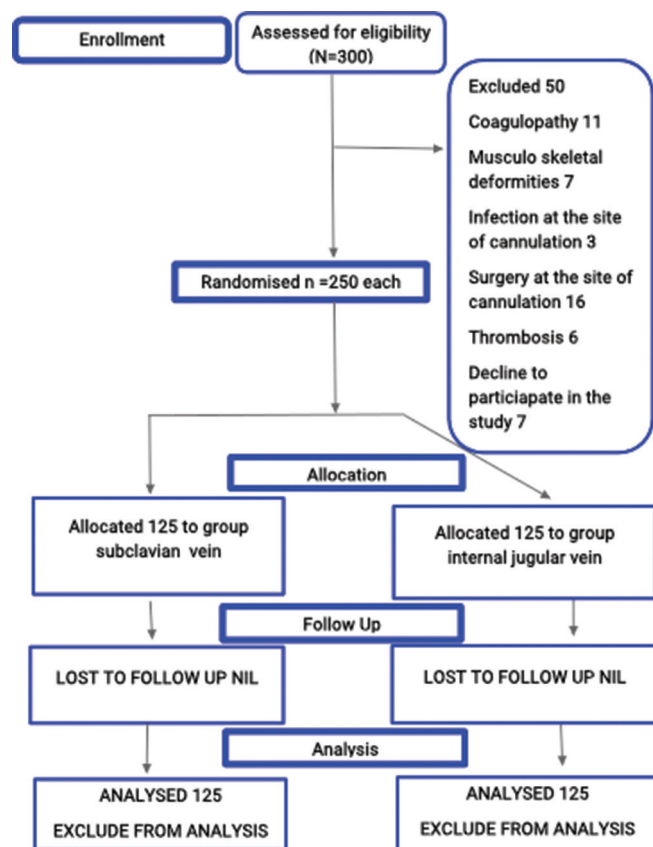 Enrollment
Assessed for eligibility
(N=300)
Excluded 50
Coagulopathy 11
Musculo skeletal
deformities 7
Infection at the site
of cannulation 3
Surgery at the site of
cannulation 16
Thrombosis 6
Decline to
particiapate in the
study 7
Randomised n =250 each
Allocation
Allocated 125 to group
subclavian vein
Allocated 125 to group
internal jugular vein
Follow Up
LOST TO FOLLOW UP NIL
LOST TO FOLLOW UP NIL
Analysis
ANALYSED 125
EXCLUDE FROM ANALYSIS
ANALYSED 125
EXCLUDE FROM ANALYSIS